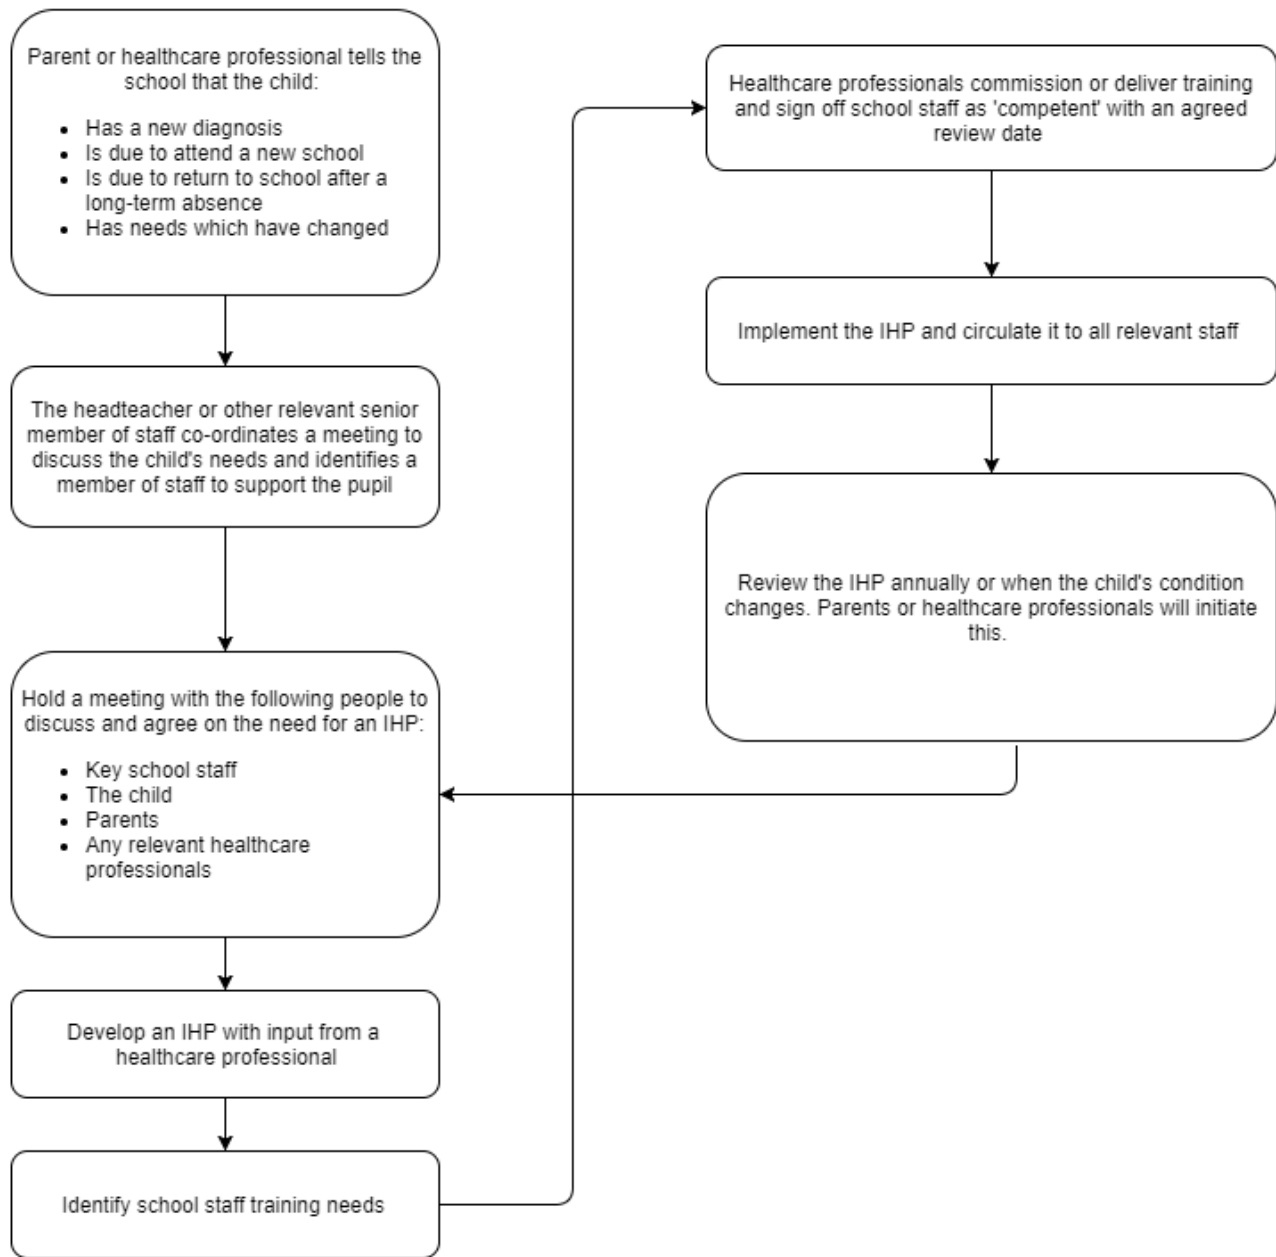 Parent or healthcare professional tells the
school that the child:
• Has a new diagnosis
• Is due to attend a new school
• Is due to return to school after a
long-term absence
• Has needs which have changed
The headteacher or other relevant senior
member of staff co-ordinates a meeting to
discuss the child's needs and identifies a
member of staff to support the pupil
Hold a meeting with the following people to
discuss and agree on the need for an IHP:
• Key school staff
• The child
• Parents
• Any relevant healthcare
professionals
Develop an IHP with input from a
healthcare professional
Identify school staff training needs
Healthcare professionals commission or deliver training
and sign off school staff as 'competent' with an agreed
review date
Implement the IHP and circulate it to all relevant staff
Review the IHP annually or when the child's condition
changes. Parents or healthcare professionals will initiate
this.